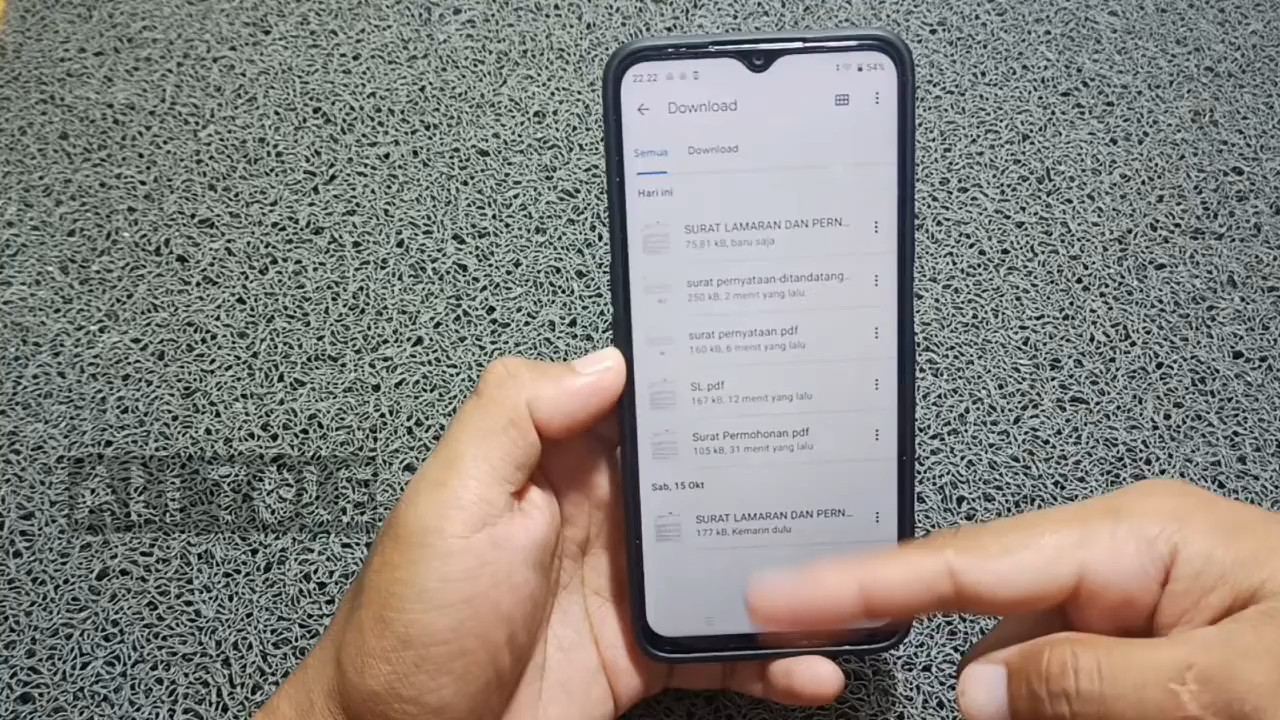 22.22
54%
Download
Semua Download
Hari ini
SURAT LAMARAN DAN PERN...
75,81 kB, baru saja
surat pernyataan-ditandatang...
250 kB, 2 menit yang lalu
surat pernyataan.pdf
160 kB, 6 menit yang lalu
SL.pdf
167 kB, 12 menit yang lalu
Surat Permohonan.pdf
105 kB, 31 menit yang lalu
Sab, 15 Okt
SURAT LAMARAN DAN PERN...
177 kB, Kemarin dulu